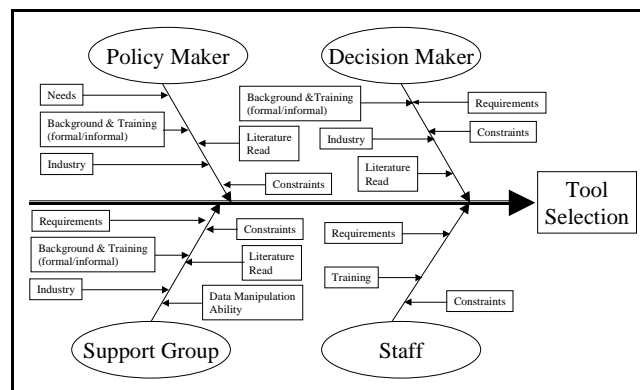 Policy Maker
Decision Maker
Needs
Background & Training
(formal/informal)
Literature
Read
Industry
Constraints
Background &Training
(formal/informal)
Requirements
Constraints
Industry
Literature
Read
Tool
Selection
Requirements
Constraints
Background & Training
(formal/informal)
Literature
Read
Industry
Data Manipulation
Ability
Requirements
Training
Constraints
Support Group
Staff